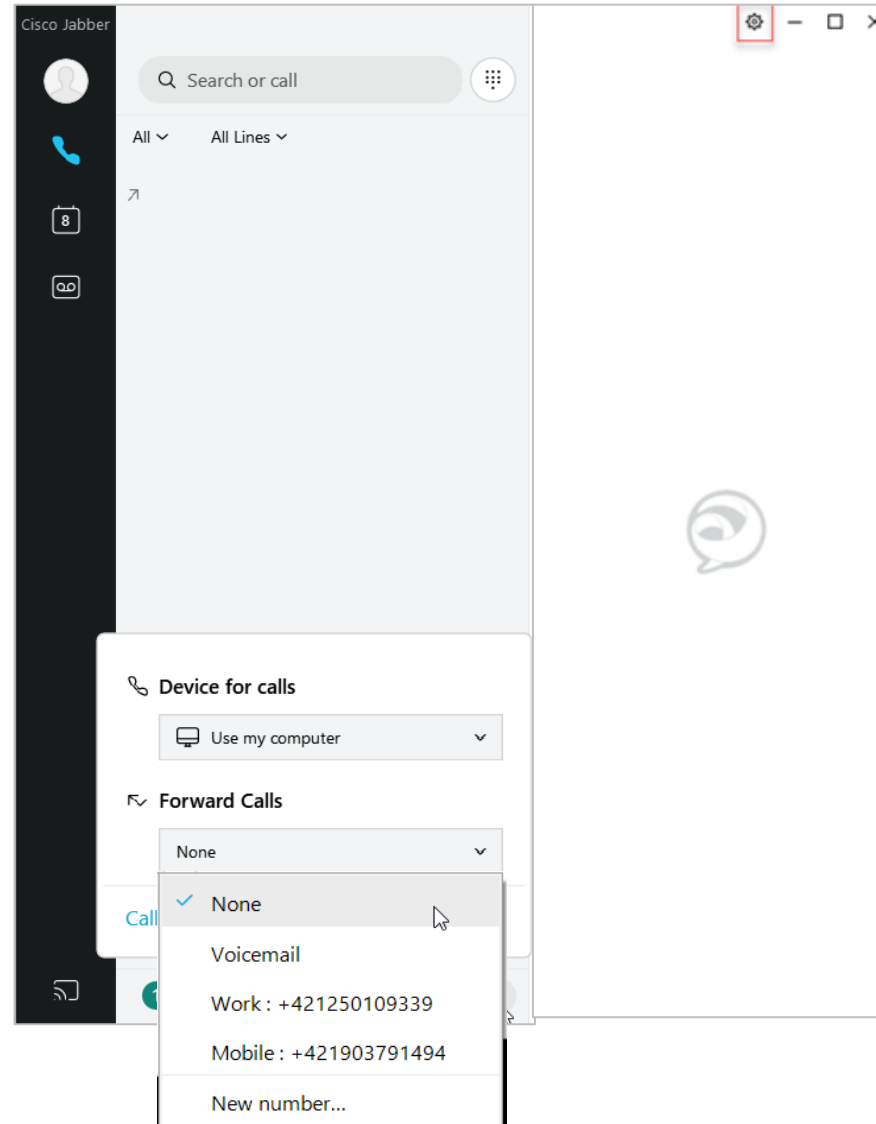 Cisco Jabber
Search or call
All
All Lines
8
Device for calls
Use my computer
Forward Calls
None
None
Call
Voicemail
Work : +421250109339
Mobile : +421903791494
New number...